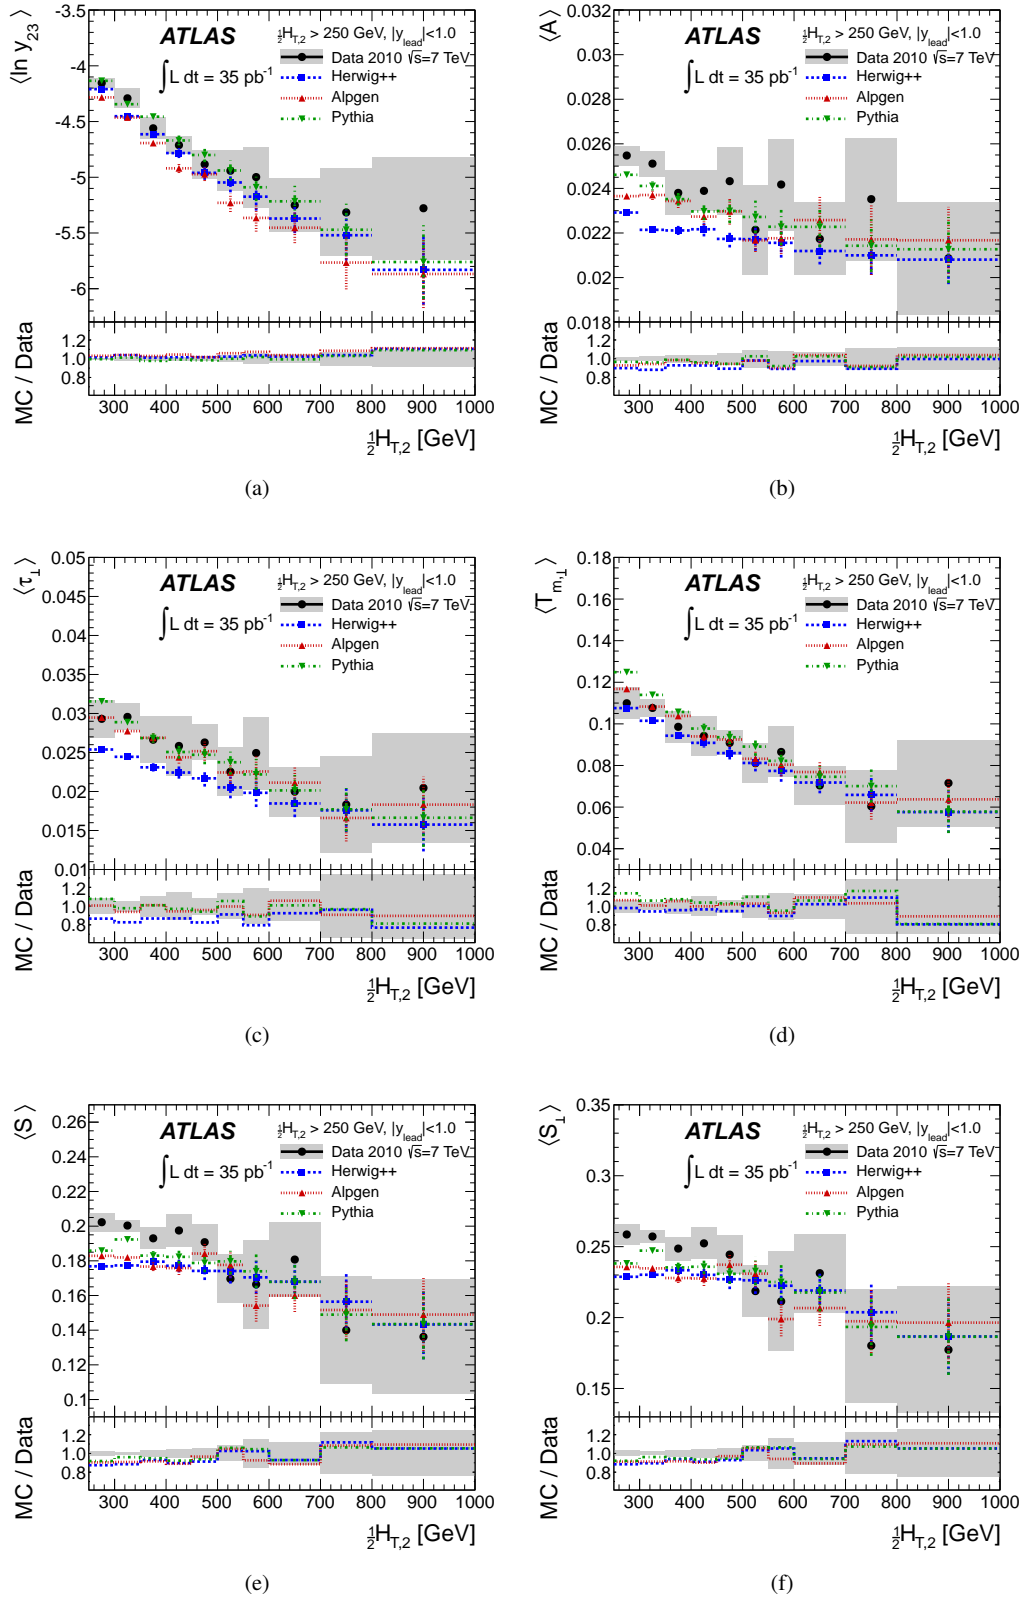 ⟨ln y23⟩
-3.5
-4
-4.5
-5
-5.5
-6
ATLAS
½HT,2 > 250 GeV, |ylead|<1.0
∫L dt = 35 pb-1
Data 2010 √s=7 TeV
Herwig++
Alpgen
Pythia
MC / Data
1.2
1.0
0.8
300 400 500 600 700 800 900 1000
½HT,2 [GeV]
(a)
⟨A⟩
0.032
0.03
0.028
0.026
0.024
0.022
0.02
0.018
ATLAS
½HT,2 > 250 GeV, |ylead|<1.0
∫L dt = 35 pb-1
Data 2010 √s=7 TeV
Herwig++
Alpgen
Pythia
MC / Data
1.2
1.0
0.8
300 400 500 600 700 800 900 1000
½HT,2 [GeV]
(b)
⟨τ⊥⟩
0.05
0.045
0.04
0.035
0.03
0.025
0.02
0.015
0.01
ATLAS
½HT,2 > 250 GeV, |ylead|<1.0
∫L dt = 35 pb-1
Data 2010 √s=7 TeV
Herwig++
Alpgen
Pythia
MC / Data
1.2
1.0
0.8
300 400 500 600 700 800 900 1000
½HT,2 [GeV]
(c)
⟨Tm,⊥⟩
0.18
0.16
0.14
0.12
0.1
0.08
0.06
0.04
ATLAS
½HT,2 > 250 GeV, |ylead|<1.0
∫L dt = 35 pb-1
Data 2010 √s=7 TeV
Herwig++
Alpgen
Pythia
MC / Data
1.2
1.0
0.8
300 400 500 600 700 800 900 1000
½HT,2 [GeV]
(d)
⟨S⟩
0.26
0.24
0.22
0.2
0.18
0.16
0.14
0.12
0.1
ATLAS
½HT,2 > 250 GeV, |ylead|<1.0
∫L dt = 35 pb-1
Data 2010 √s=7 TeV
Herwig++
Alpgen
Pythia
MC / Data
1.2
1.0
0.8
300 400 500 600 700 800 900 1000
½HT,2 [GeV]
(e)
⟨S⊥⟩
0.35
0.3
0.25
0.2
0.15
ATLAS
½HT,2 > 250 GeV, |ylead|<1.0
∫L dt = 35 pb-1
Data 2010 √s=7 TeV
Herwig++
Alpgen
Pythia
MC / Data
1.2
1.0
0.8
300 400 500 600 700 800 900 1000
½HT,2 [GeV]
(f)